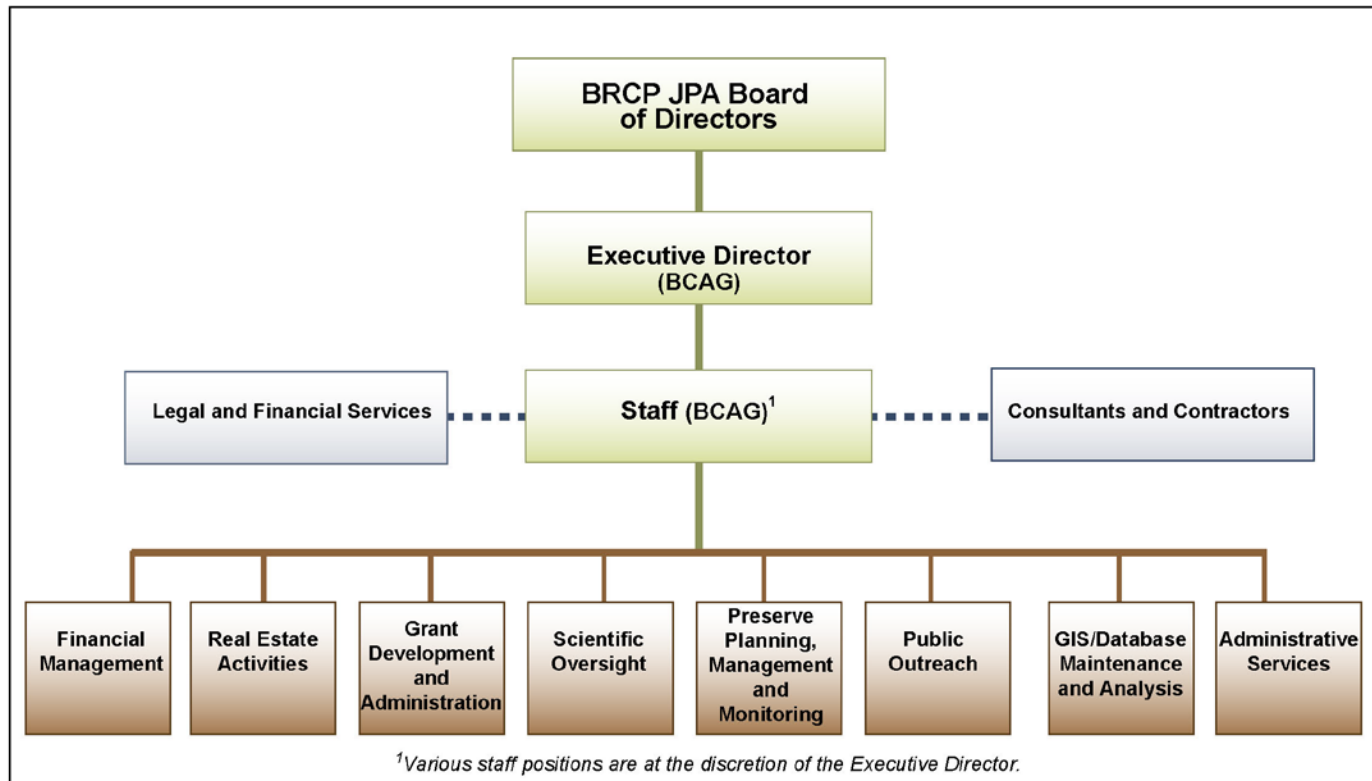 BRCP JPA Board
of Directors
Executive Director
(BCAG)
Legal and Financial Services
Staff (BCAG)¹
Consultants and Contractors
Financial
Management
Real Estate
Activities
Grant
Development
and
Administration
Scientific
Oversight
Preserve
Planning,
Management
and
Monitoring
Public
Outreach
GIS/Database
Maintenance
and Analysis
Administrative
Services
¹Various staff positions are at the discretion of the Executive Director.